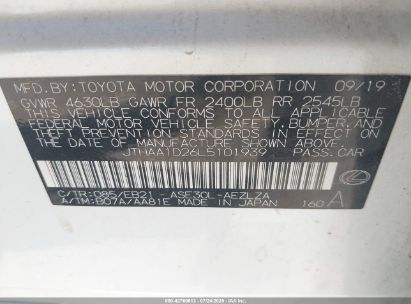 MFD.BY:TOYOTA MOTOR CORPORATION 09/19
GVWR 4630LB GAWR FR 2400LB RR 2545LB
THIS VEHICLE CONFORMS TO ALL APPLICABLE
FEDERAL MOTOR VEHICLE SAFETY, BUMPER, AND
THEFT PREVENTION STANDARDS IN EFFECT ON
THE DATE OF MANUFACTURE SHOWN ABOVE.
JTHAA1D26L5101939 PASS.CAR
C/TR:085/EB21 ASE30L-AEZLZA
A/TM:B07A/AA81E MADE IN JAPAN 160 A